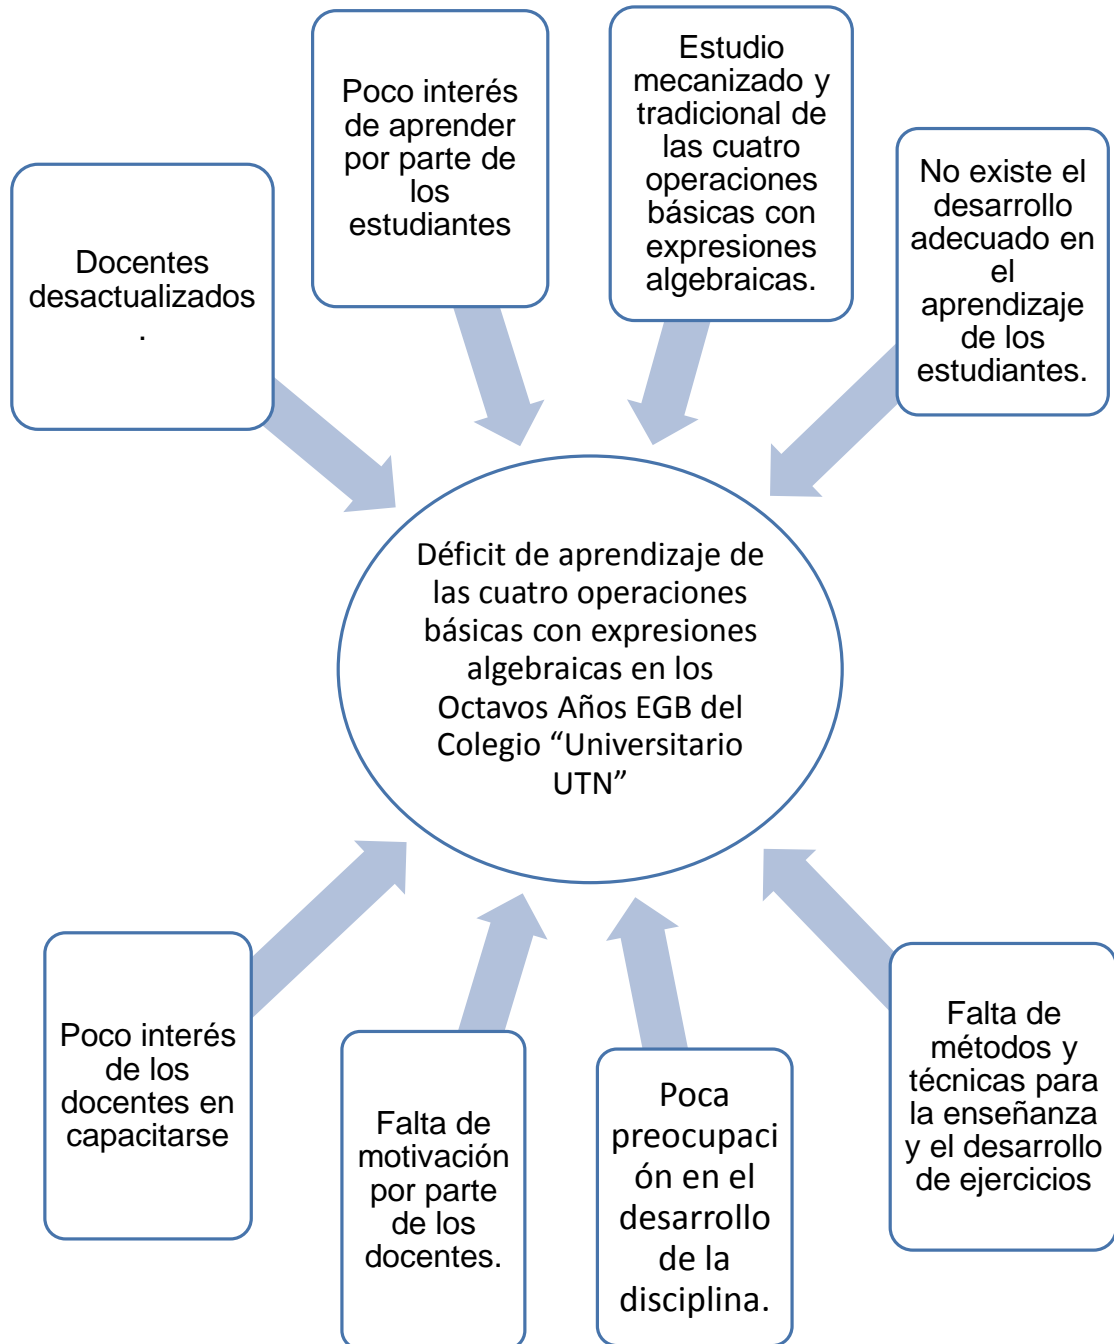 Docentes
desactualizados
.
Poco interés
de aprender
por parte de
los
estudiantes
Estudio
mecanizado y
tradicional de
las cuatro
operaciones
básicas con
expresiones
algebraicas.
No existe el
desarrollo
adecuado en
el
aprendizaje
de los
estudiantes.
Déficit de aprendizaje de
las cuatro operaciones
básicas con expresiones
algebraicas en los
Octavos Años EGB del
Colegio “Universitario
UTN”
Poco interés
de los
docentes en
capacitarse
Falta de
motivación
por parte
de los
docentes.
Poca
preocupaci
ón en el
desarrollo
de la
disciplina.
Falta de
métodos y
técnicas para
la enseñanza
y el desarrollo
de ejercicios